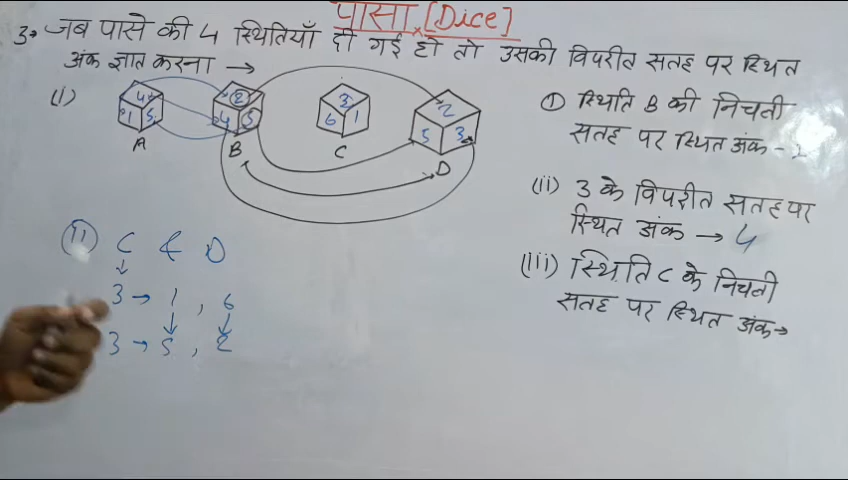 पासा [Dice]
3. जब पासे की 4 स्थितियाँ दी गई हो तो उसकी विपरीत सतह पर स्थित
अंक ज्ञात करना →
(i)
4 1 5
A
2 4 5
B
3 6 1
C
2 5 3
D
① स्थिति B की निचली
सतह पर स्थित अंक -
(ii) 3 के विपरीत सतह पर
स्थित अंक → 4
(iii) स्थिति C के निचली
सतह पर स्थित अंक →
(ii) C & D
↓
3 → 1 , 6
↓ ↓
3 → 5 , 2